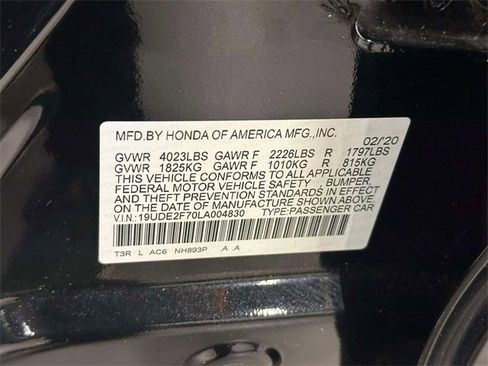 MFD.BY HONDA OF AMERICA MFG.,INC. 02/'20
GVWR 4023LBS GAWR F 2226LBS R 1797LBS
GVWR 1825KG GAWR F 1010KG R 815KG
THIS VEHICLE CONFORMS TO ALL APPLICABLE
FEDERAL MOTOR VEHICLE SAFETY, BUMPER,
AND THEFT PREVENTION STANDARDS IN EFFECT
ON THE DATE OF MANUFACTURE SHOWN ABOVE.
V.I.N:19UDE2F70LA004830 TYPE:PASSENGER CAR
T3R L AC6 NH893P .A .A